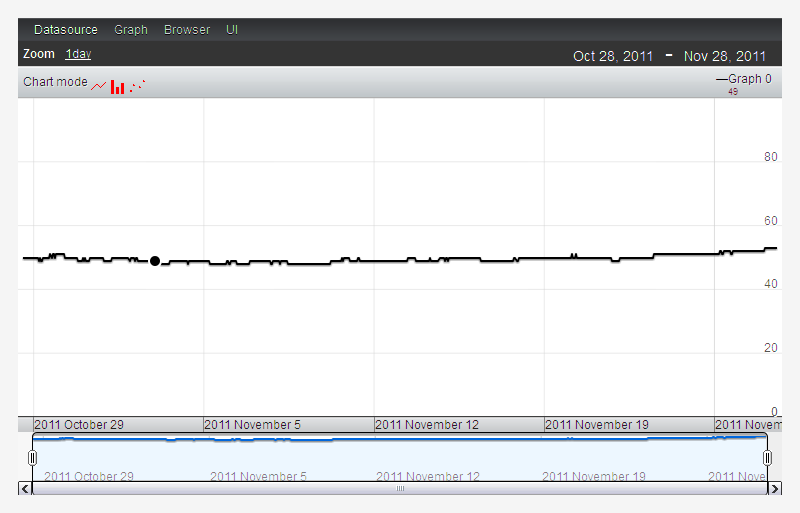 Datasource Graph Browser UI
Zoom 1day Oct 28, 2011 - Nov 28, 2011
Chart mode Graph 0
49
80
60
40
20
0
2011 October 29 2011 November 5 2011 November 12 2011 November 19 2011 Novem
2011 October 29 2011 November 5 2011 November 12 2011 November 19 2011 Nove